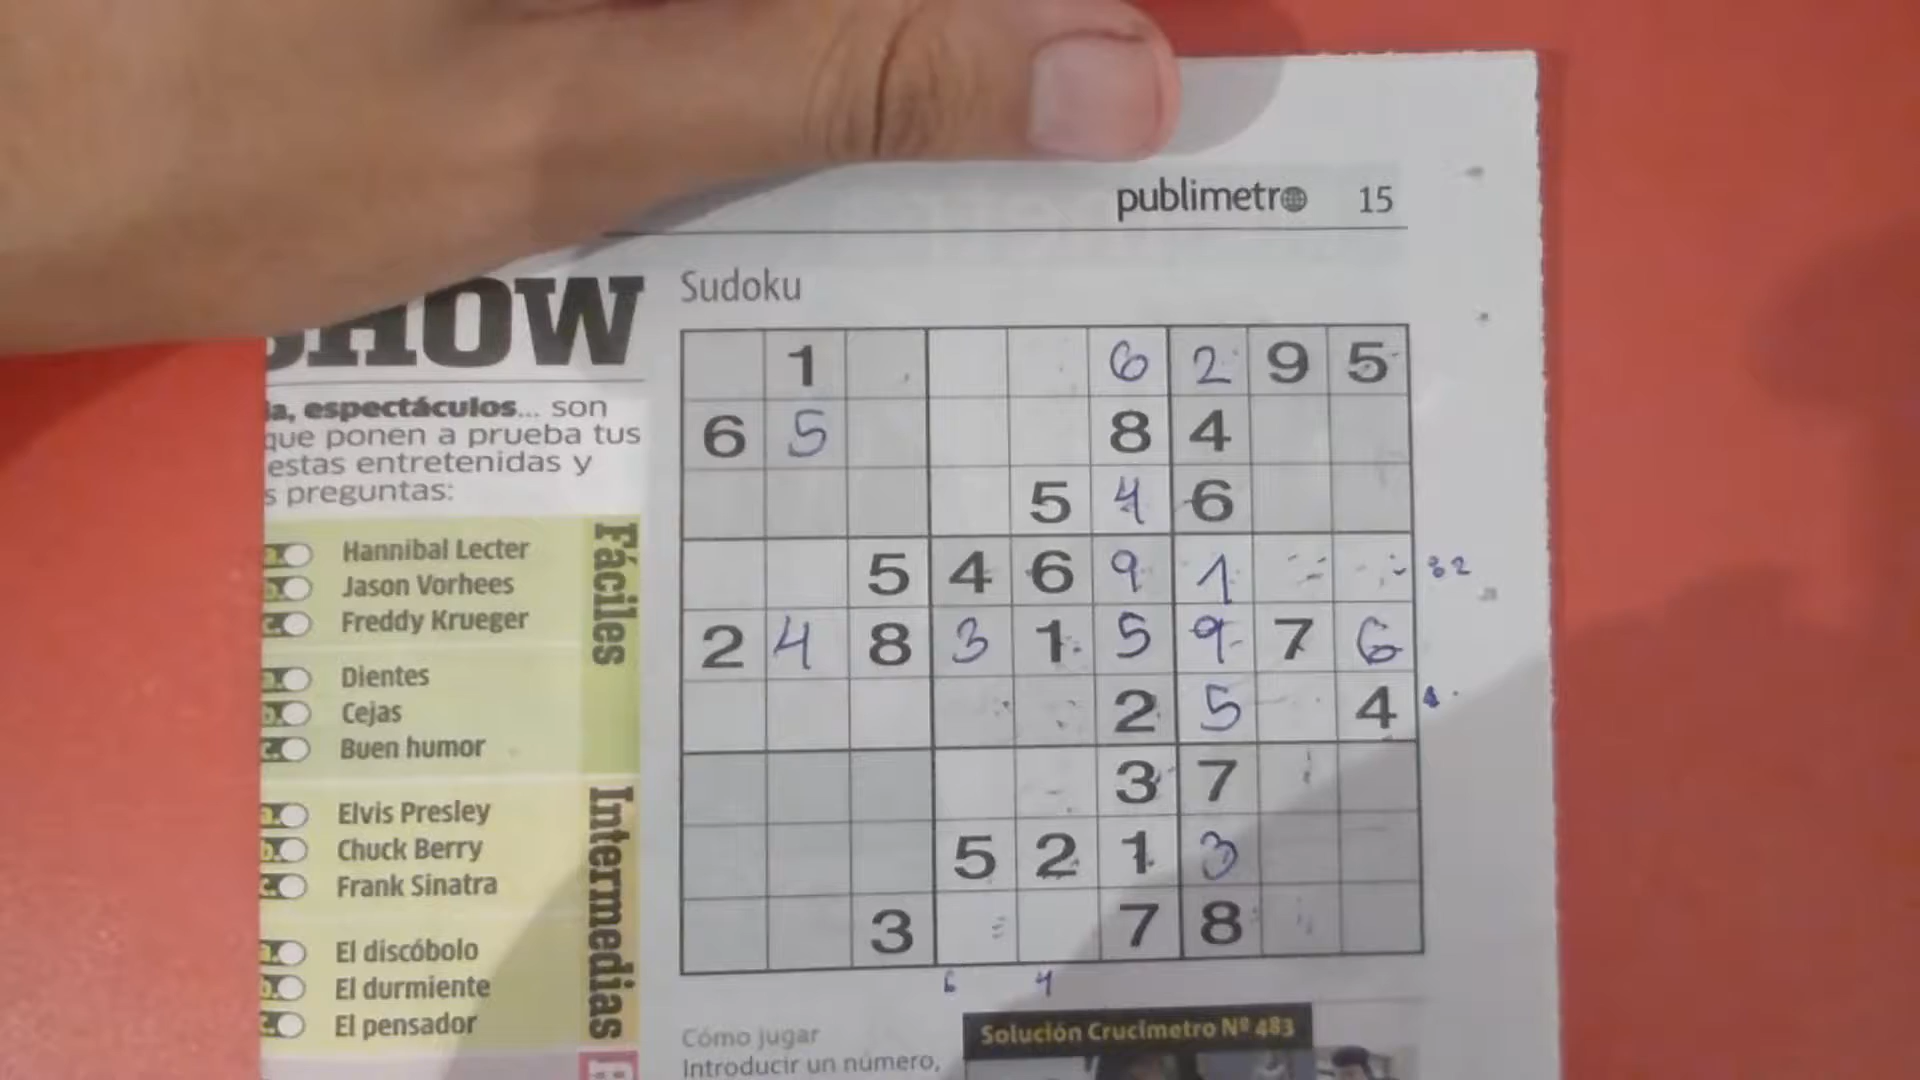 publimetro 15
HOW
Sudoku
espectáculos... son
que ponen a prueba tus
estas entretenidas y
s preguntas:
Fáciles
Hannibal Lecter
Jason Vorhees
Freddy Krueger
Dientes
Cejas
Buen humor
Intermedias
Elvis Presley
Chuck Berry
Frank Sinatra
El discóbolo
El durmiente
El pensador
1 6 2 9 5
6 5 8 4
5 4 6
5 4 6 9 1 8 2
2 4 8 3 1 5 9 7 6
2 5 4
3 7
5 2 1 3
3 7 8
6 4
Cómo jugar
Introducir un número,
Solución Crucimetro Nº 483